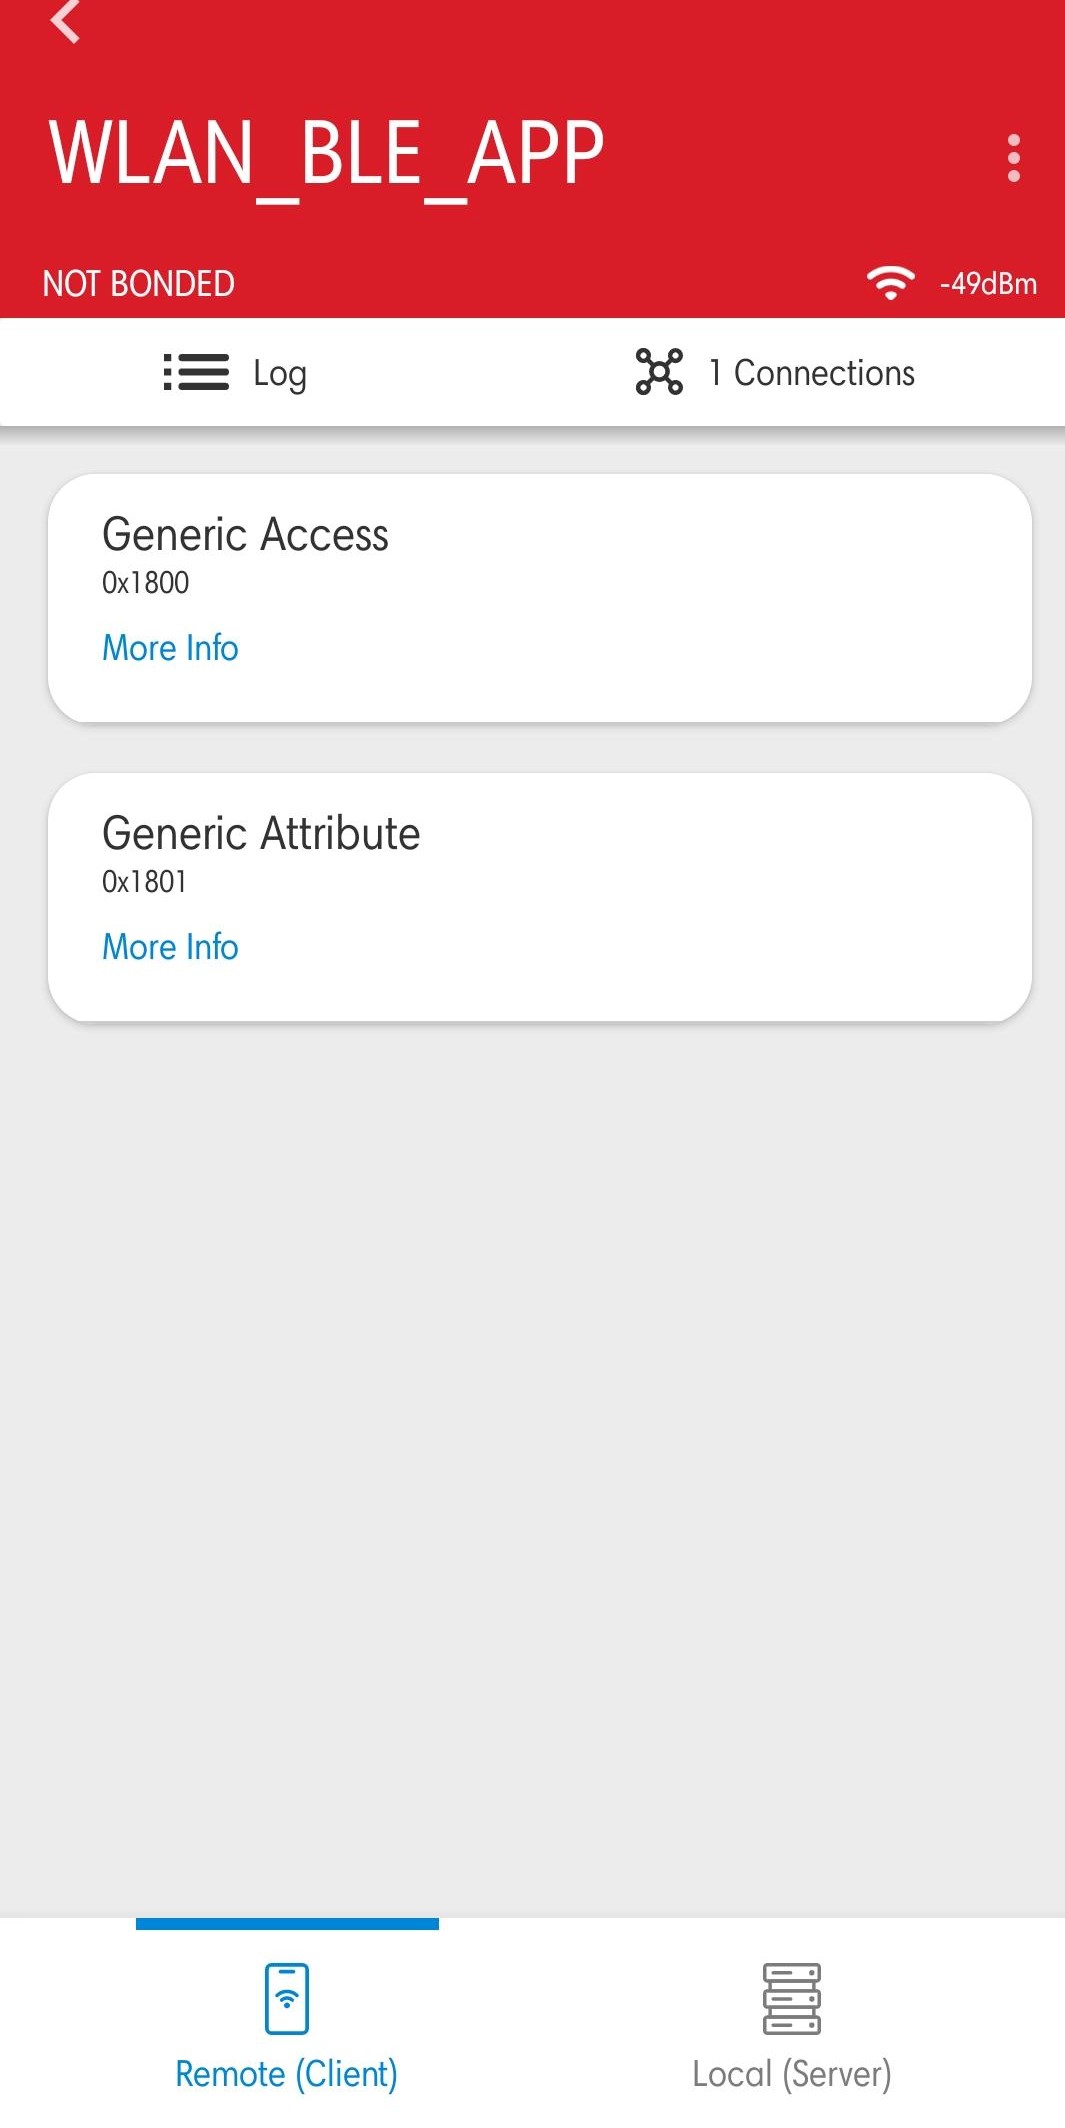 WLAN_BLE_APP
NOT BONDED
-49dBm
Log
1 Connections
Generic Access
0x1800
More Info
Generic Attribute
0x1801
More Info
Remote (Client)
Local (Server)